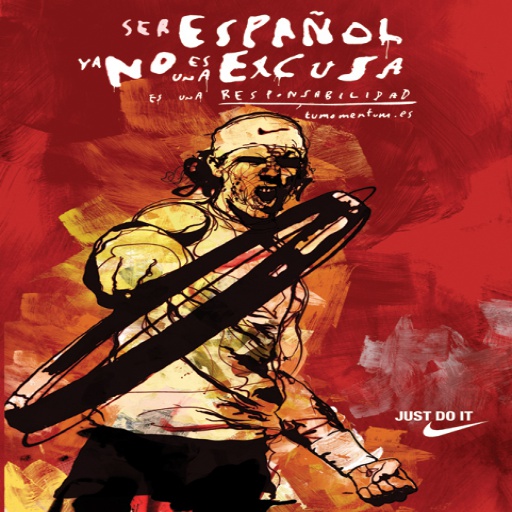 SER ESPAÑOL
YA NO ES UNA EXCUSA
ES UNA RESPONSABILIDAD
tumomentum.es
JUST DO IT